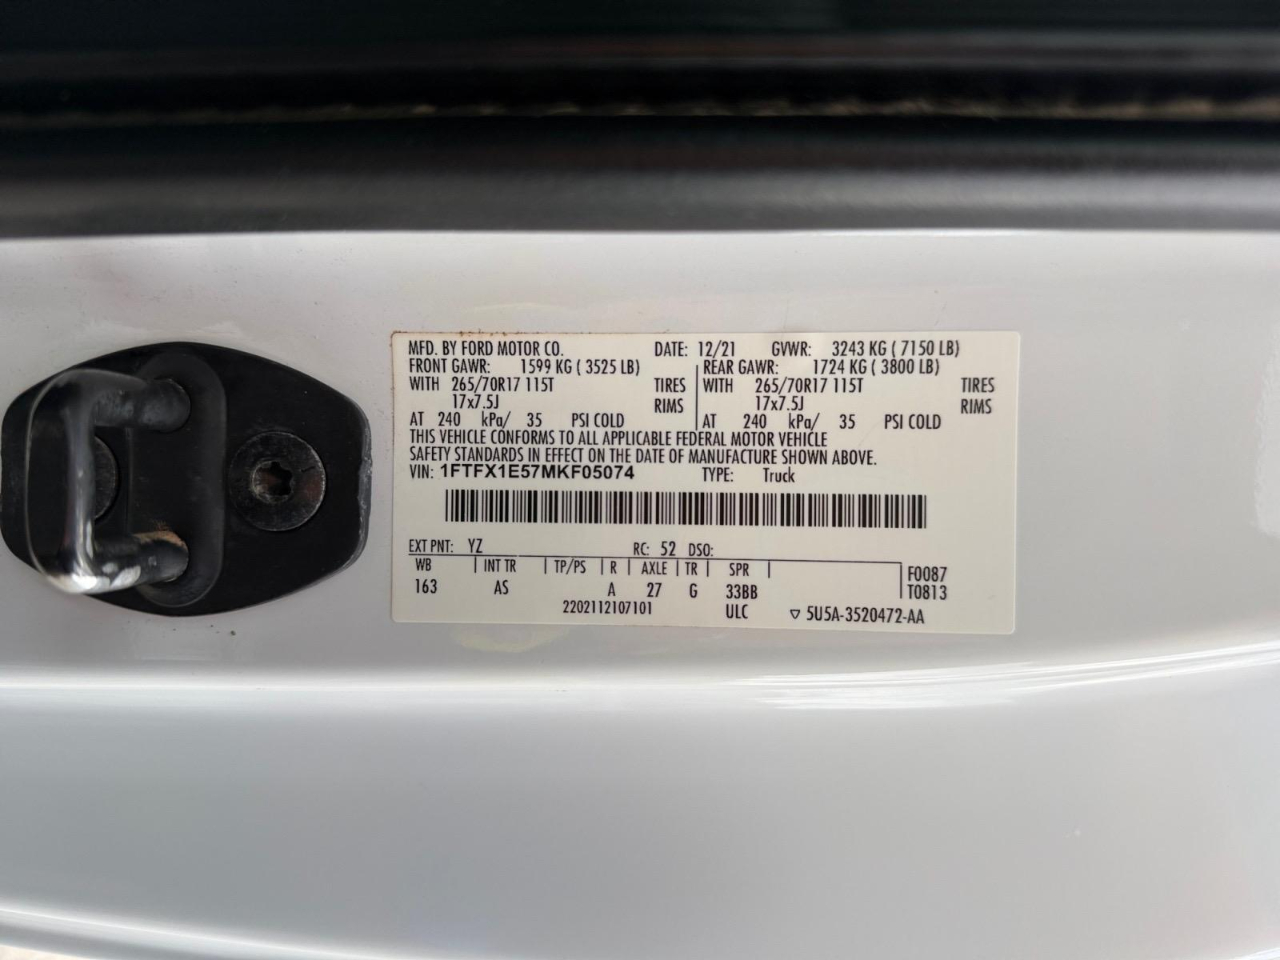 MFD. BY FORD MOTOR CO. DATE: 12/21 GVWR: 3243 KG ( 7150 LB)
FRONT GAWR: 1599 KG ( 3525 LB) REAR GAWR: 1724 KG ( 3800 LB)
WITH 265/70R17 115T TIRES WITH 265/70R17 115T TIRES
17x7.5J RIMS 17x7.5J RIMS
AT 240 kPa/ 35 PSI COLD AT 240 kPa/ 35 PSI COLD
THIS VEHICLE CONFORMS TO ALL APPLICABLE FEDERAL MOTOR VEHICLE
SAFETY STANDARDS IN EFFECT ON THE DATE OF MANUFACTURE SHOWN ABOVE.
VIN: 1FTFX1E57MKF05074 TYPE: Truck
EXT PNT: YZ RC: 52 DSO:
WB INT TR TP/PS R AXLE TR SPR F0087
163 AS A 27 G 33BB T0813
2202112107101 ULC ▽ 5U5A-3520472-AA